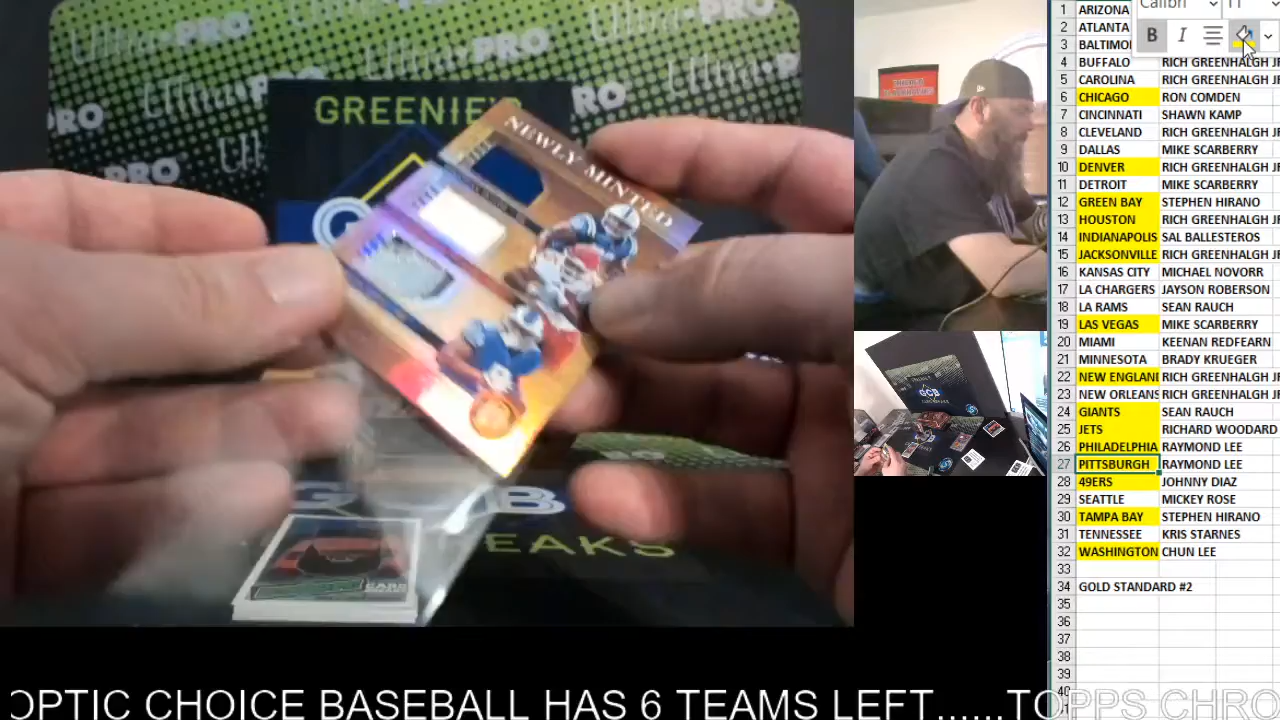 Ultra PRO
PRO
GREENIE'S
NEWLY MINTED
EAKS
CARR
GCB
Calibri
B I
1 ARIZONA
2 ATLANTA
3 BALTIMO
4 BUFFALO RICH GREENHALGH JR
5 CAROLINA RICH GREENHALGH JR
6 CHICAGO RON COMDEN
7 CINCINNATI SHAWN KAMP
8 CLEVELAND RICH GREENHALGH JR
9 DALLAS MIKE SCARBERRY
10 DENVER RICH GREENHALGH JR
11 DETROIT MIKE SCARBERRY
12 GREEN BAY STEPHEN HIRANO
13 HOUSTON RICH GREENHALGH JR
14 INDIANAPOLIS SAL BALLESTEROS
15 JACKSONVILLE RICH GREENHALGH JR
16 KANSAS CITY MICHAEL NOVORR
17 LA CHARGERS JAYSON ROBERSON
18 LA RAMS SEAN RAUCH
19 LAS VEGAS MIKE SCARBERRY
20 MIAMI KEENAN REDFEARN
21 MINNESOTA BRADY KRUEGER
22 NEW ENGLAND RICH GREENHALGH JR
23 NEW ORLEANS RICH GREENHALGH JR
24 GIANTS SEAN RAUCH
25 JETS RICHARD WOODARD
26 PHILADELPHIA RAYMOND LEE
27 PITTSBURGH RAYMOND LEE
28 49ERS JOHNNY DIAZ
29 SEATTLE MICKEY ROSE
30 TAMPA BAY STEPHEN HIRANO
31 TENNESSEE KRIS STARNES
32 WASHINGTON CHUN LEE
33
34 GOLD STANDARD #2
35
36
37
38
39
40
OPTIC CHOICE BASEBALL HAS 6 TEAMS LEFT......TOPPS CHRO